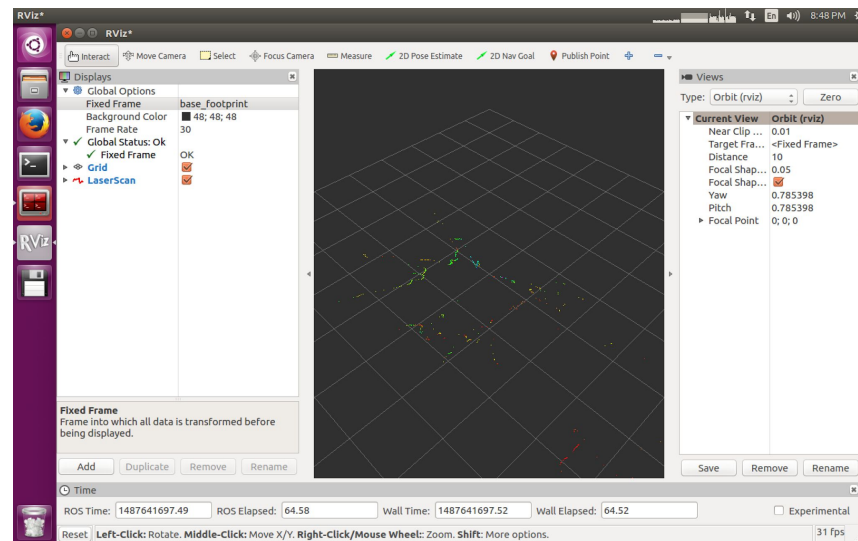 RViz*
En
8:48 PM
RViz*
Interact
Move Camera
Select
Focus Camera
Measure
2D Pose Estimate
2D Nav Goal
Publish Point
Displays
Global Options
Fixed Frame base_footprint
Background Color 48; 48; 48
Frame Rate 30
Global Status: Ok
Fixed Frame OK
Grid
LaserScan
Fixed Frame
Frame into which all data is transformed before
being displayed.
Add Duplicate Remove Rename
Views
Type: Orbit (rviz) Zero
Current View Orbit (rviz)
Near Clip ... 0.01
Target Fra... <Fixed Frame>
Distance 10
Focal Shap... 0.05
Focal Shap...
Yaw 0.785398
Pitch 0.785398
Focal Point 0; 0; 0
Save Remove Rename
RViz
Time
ROS Time: 1487641697.49 ROS Elapsed: 64.58 Wall Time: 1487641697.52 Wall Elapsed: 64.52 Experimental
Reset Left-Click: Rotate. Middle-Click: Move X/Y. Right-Click/Mouse Wheel:: Zoom. Shift: More options. 31 fps